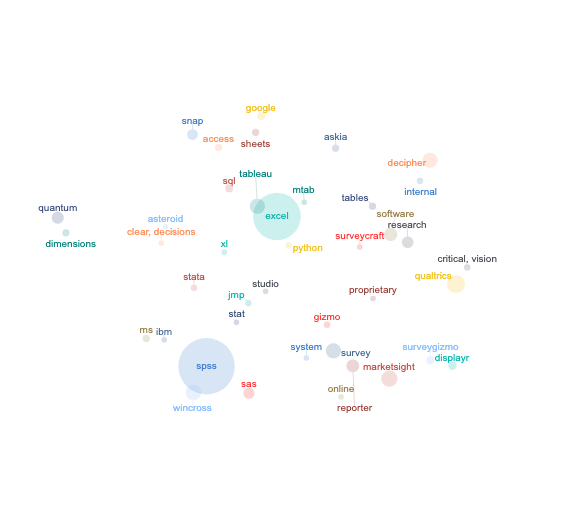 google
snap
askia
access
sheets
decipher
tableau
sql
mtab
internal
tables
quantum
software
asteroid
excel
research
clear, decisions
surveycraft
dimensions
xl
python
critical, vision
stata
qualtrics
studio
proprietary
jmp
stat
gizmo
ms
ibm
system
surveygizmo
survey
displayr
spss
marketsight
sas
online
wincross
reporter